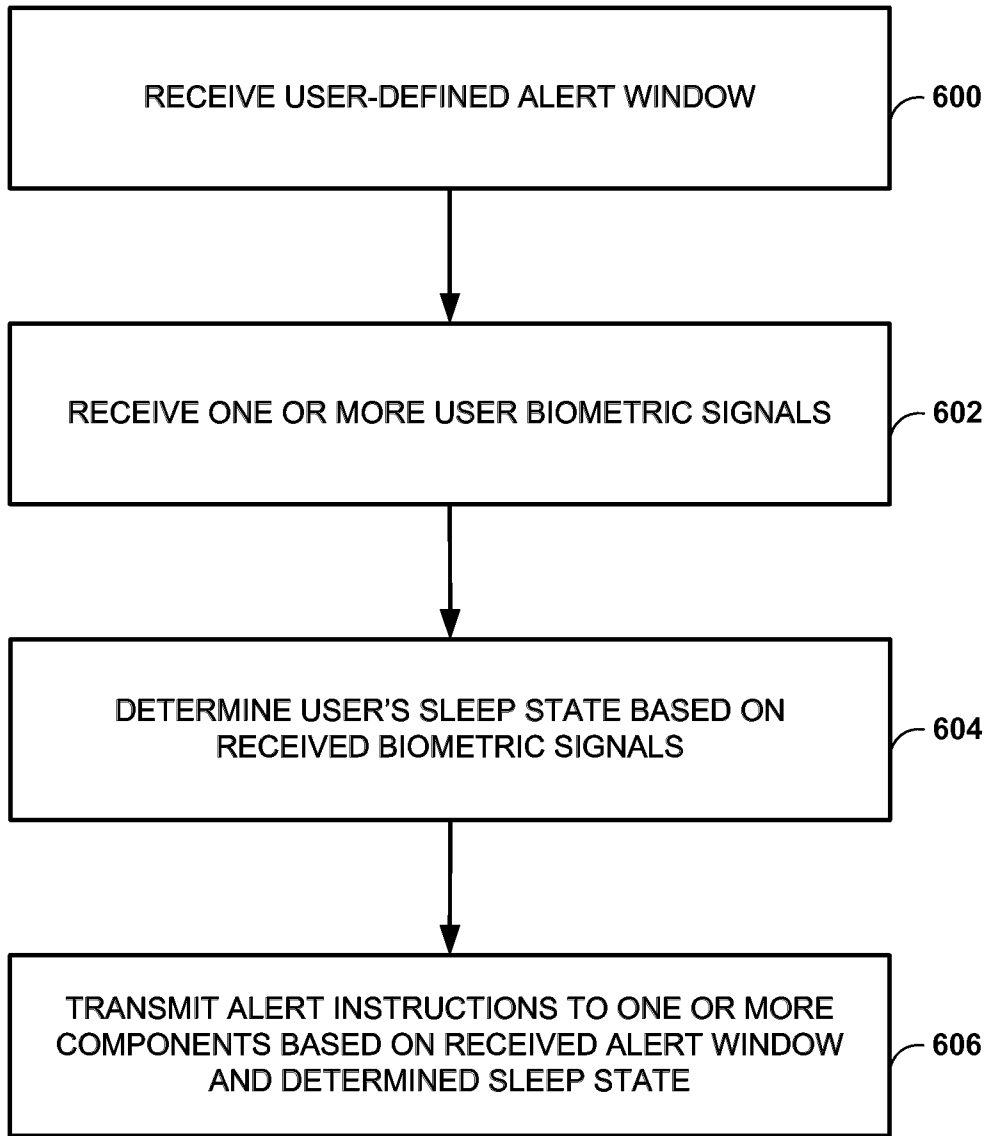 RECEIVE USER-DEFINED ALERT WINDOW
600
RECEIVE ONE OR MORE USER BIOMETRIC SIGNALS
602
DETERMINE USER'S SLEEP STATE BASED ON
RECEIVED BIOMETRIC SIGNALS
604
TRANSMIT ALERT INSTRUCTIONS TO ONE OR MORE
COMPONENTS BASED ON RECEIVED ALERT WINDOW
AND DETERMINED SLEEP STATE
606